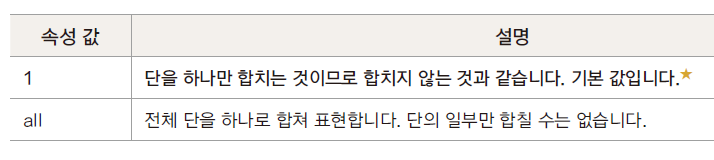 속성 값 설명
1 단을 하나만 합치는 것이므로 합치지 않는 것과 같습니다. 기본 값입니다.★
all 전체 단을 하나로 합쳐 표현합니다. 단의 일부만 합칠 수는 없습니다.